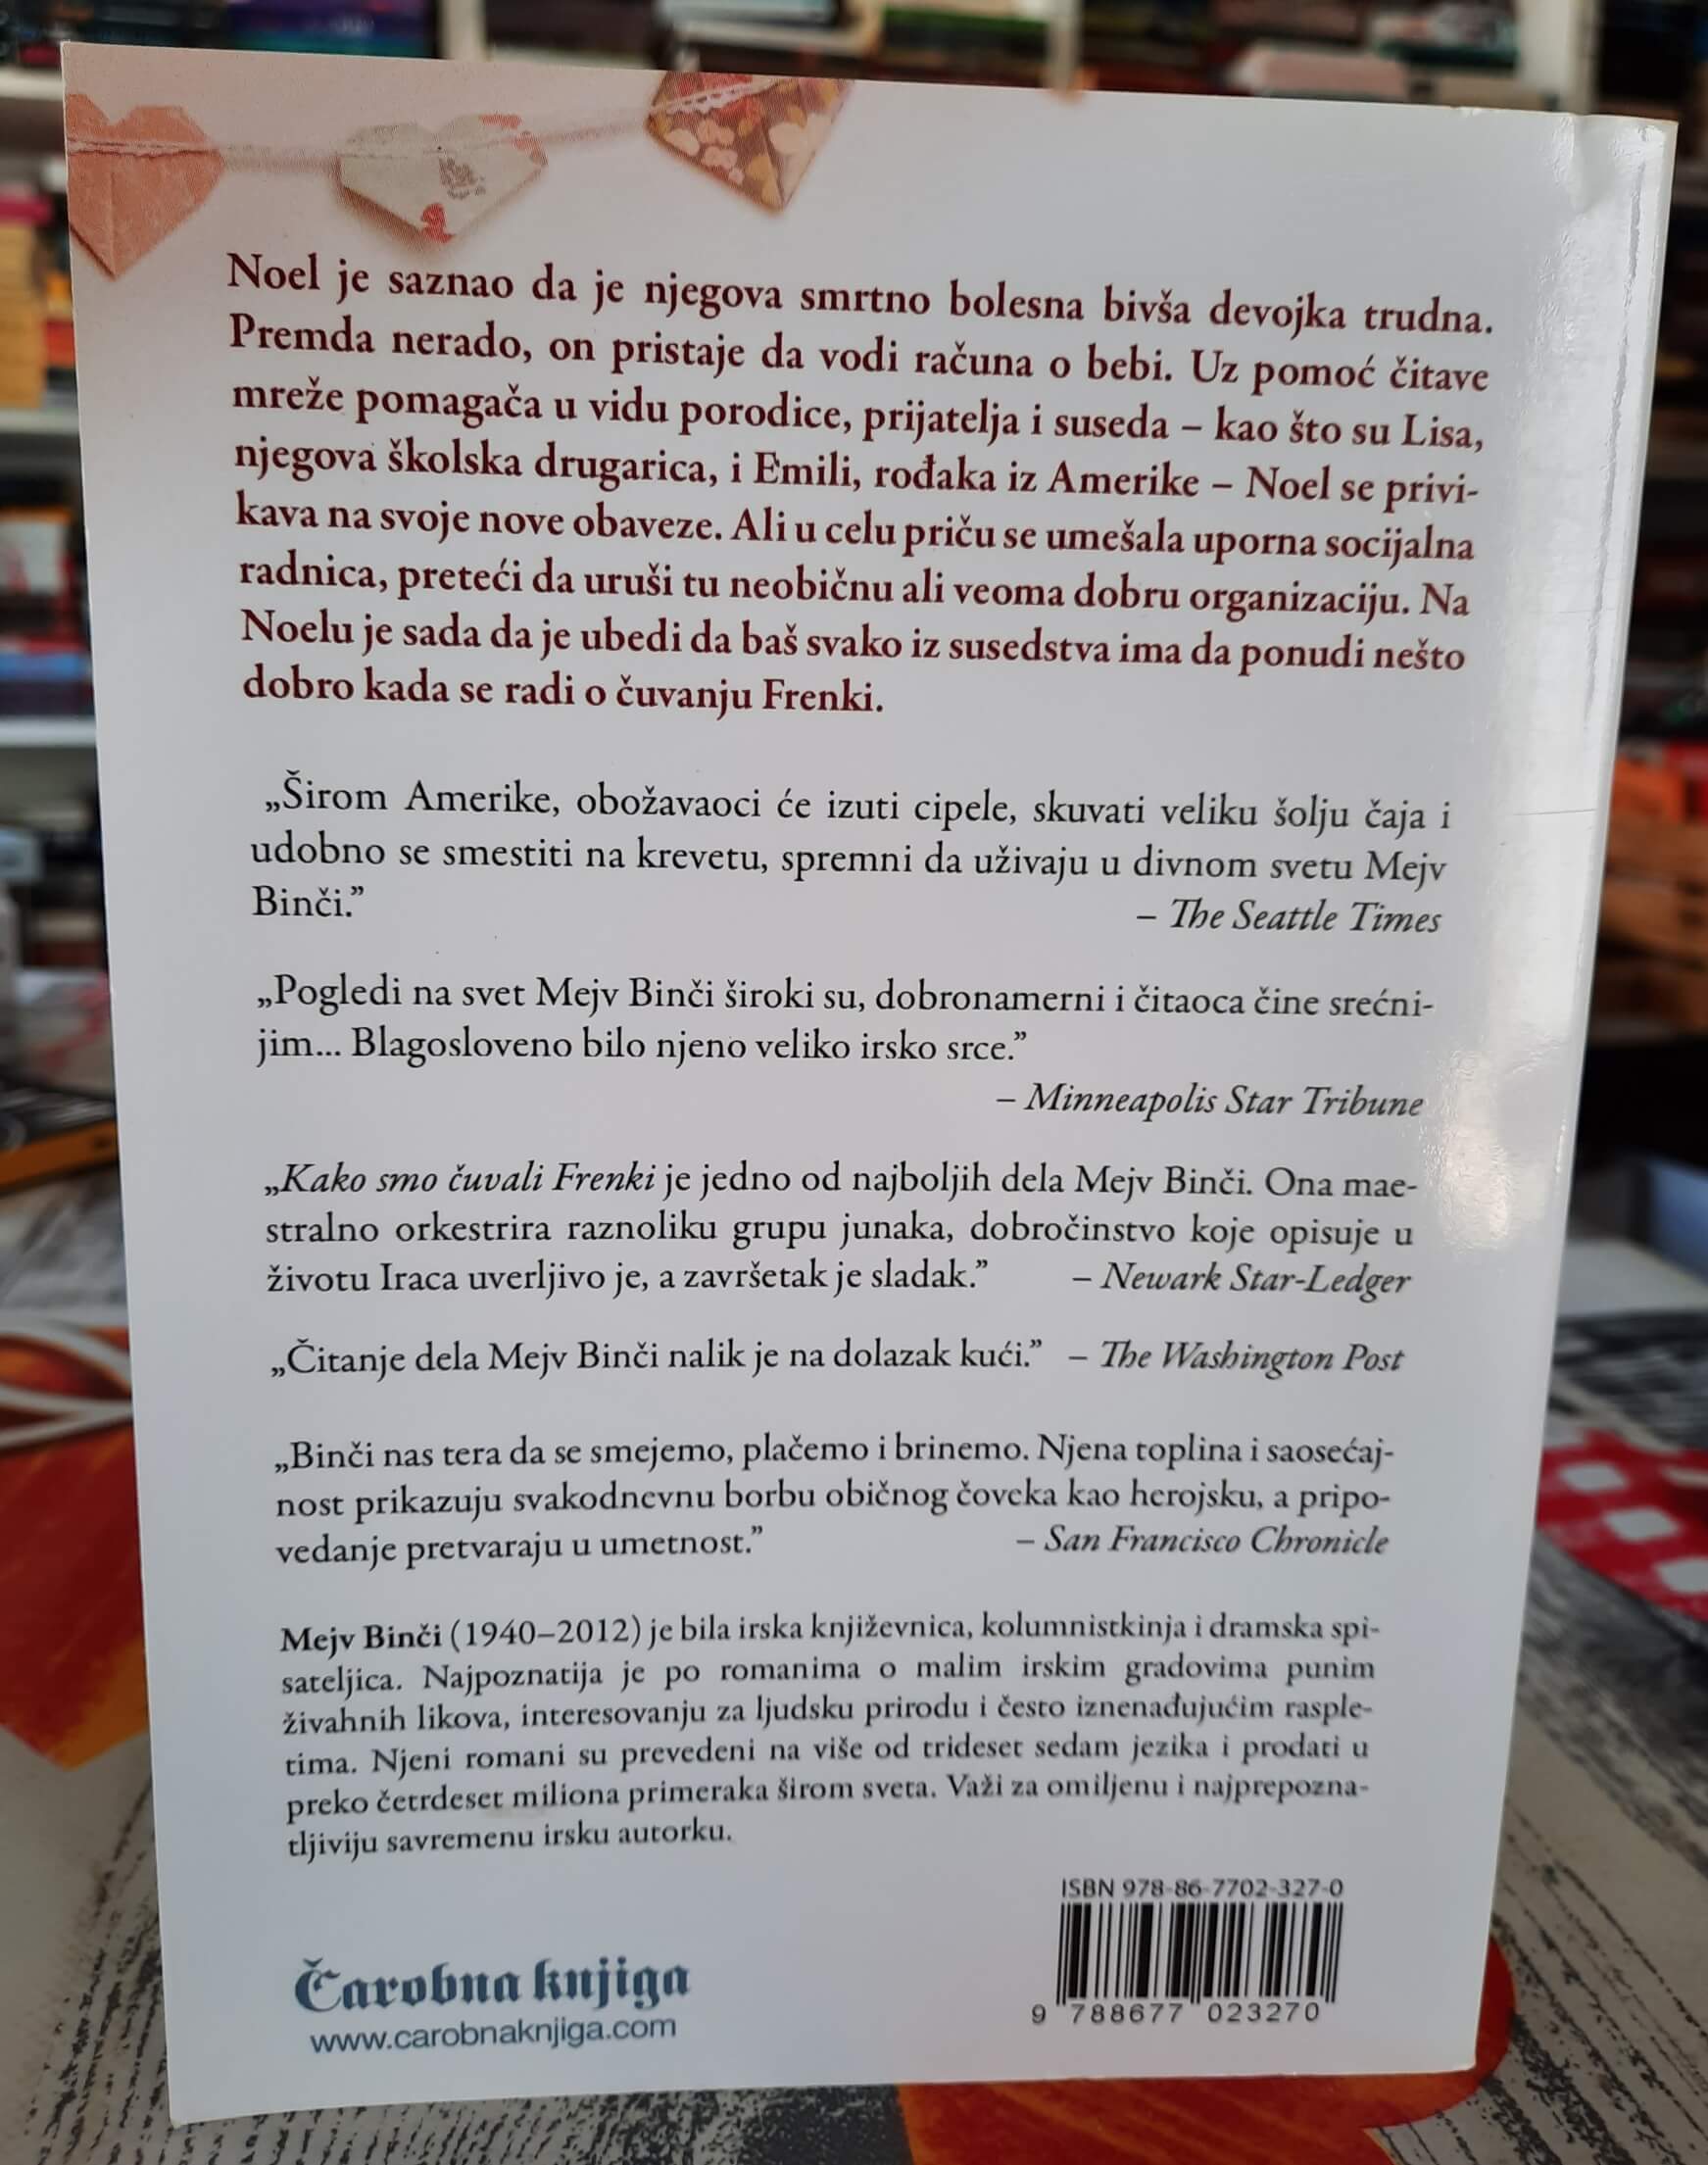 Noel je saznao da je njegova smrtno bolesna bivša devojka trudna.
Premda nerado, on pristaje da vodi računa o bebi. Uz pomoć čitave
mreže pomagača u vidu porodice, prijatelja i suseda – kao što su Lisa,
njegova školska drugarica, i Emili, rođaka iz Amerike – Noel se privi-
kava na svoje nove obaveze. Ali u celu priču se umešala uporna socijalna
radnica, preteći da uruši tu neobičnu ali veoma dobru organizaciju. Na
Noelu je sada da je ubedi da baš svako iz susedstva ima da ponudi nešto
dobro kada se radi o čuvanju Frenki.
„Širom Amerike, obožavaoci će izuti cipele, skuvati veliku šolju čaja i
udobno se smestiti na krevetu, spremni da uživaju u divnom svetu Mejv
Binči.” – The Seattle Times
„Pogledi na svet Mejv Binči široki su, dobronamerni i čitaoca čine srećni-
jim... Blagosloveno bilo njeno veliko irsko srce.”
– Minneapolis Star Tribune
„Kako smo čuvali Frenki je jedno od najboljih dela Mejv Binči. Ona mae-
stralno orkestrira raznoliku grupu junaka, dobročinstvo koje opisuje u
životu Iraca uverljivo je, a završetak je sladak.” – Newark Star-Ledger
„Čitanje dela Mejv Binči nalik je na dolazak kući.” – The Washington Post
„Binči nas tera da se smejemo, plačemo i brinemo. Njena toplina i saosećaj-
nost prikazuju svakodnevnu borbu običnog čoveka kao herojsku, a pripo-
vedanje pretvaraju u umetnost.” – San Francisco Chronicle
Mejv Binči (1940–2012) je bila irska književnica, kolumnistkinja i dramska spi-
sateljica. Najpoznatija je po romanima o malim irskim gradovima punim
živahnih likova, interesovanju za ljudsku prirodu i često iznenađujućim rasple-
tima. Njeni romani su prevedeni na više od trideset sedam jezika i prodati u
preko četrdeset miliona primeraka širom sveta. Važi za omiljenu i najprepozna-
tljiviju savremenu irsku autorku.
ISBN 978-86-7702-327-0
9 788677 023270
Čarobna knjiga
www.carobnaknjiga.com